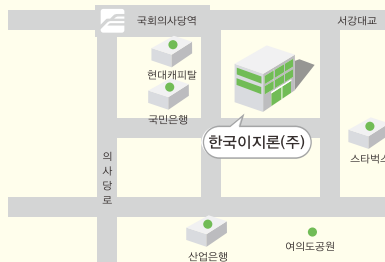 국회의사당역
서강대교
현대캐피탈
국민은행
한국이지론(주)
의사당로
스타벅스
산업은행
여의도공원